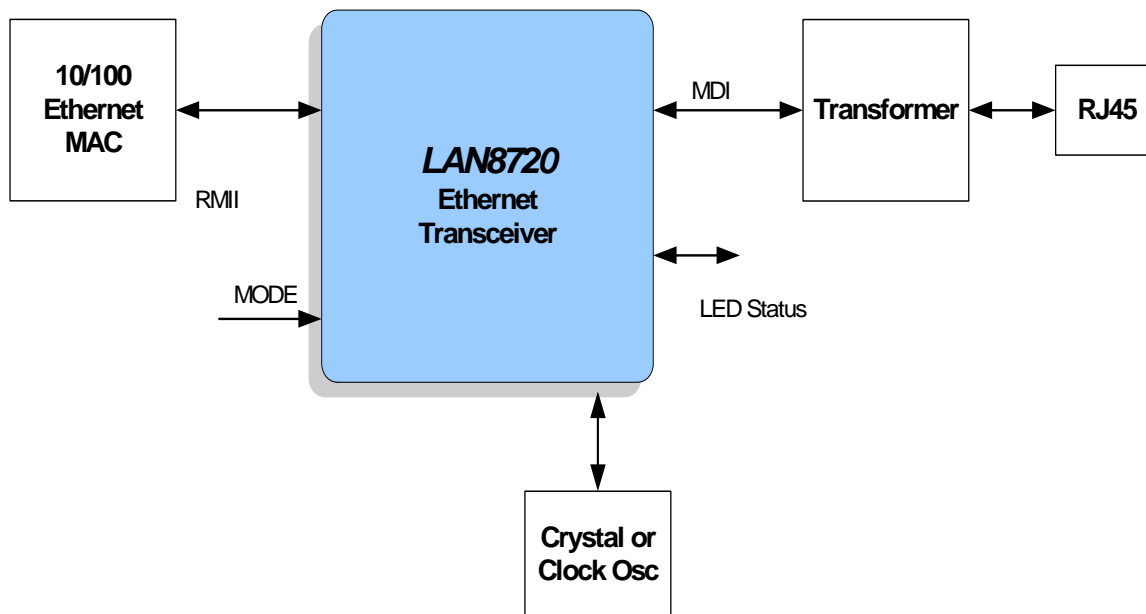 10/100
Ethernet
MAC
RMII
MODE
LAN8720
Ethernet
Transceiver
MDI
Transformer
RJ45
LED Status
Crystal or
Clock Osc